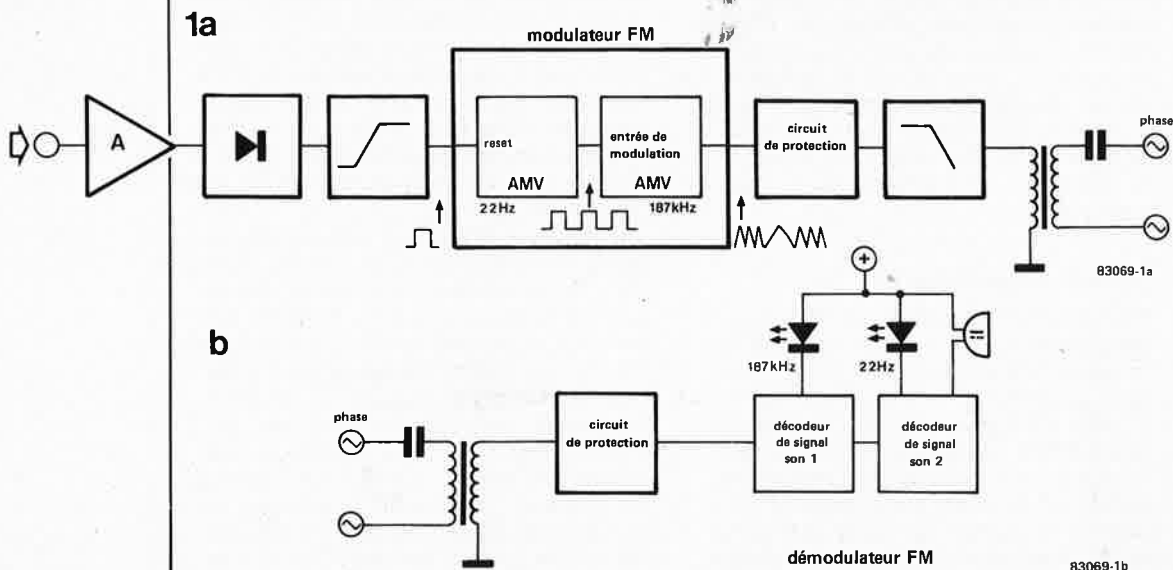 1a
modulateur FM
A
reset
AMV
22Hz
entrée de
modulation
AMV
187kHz
circuit
de protection
phase
83069-1a
b
+
187kHz
22Hz
phase
circuit
de protection
décodeur
de signal
son 1
décodeur
de signal
son 2
démodulateur FM
83069-1b